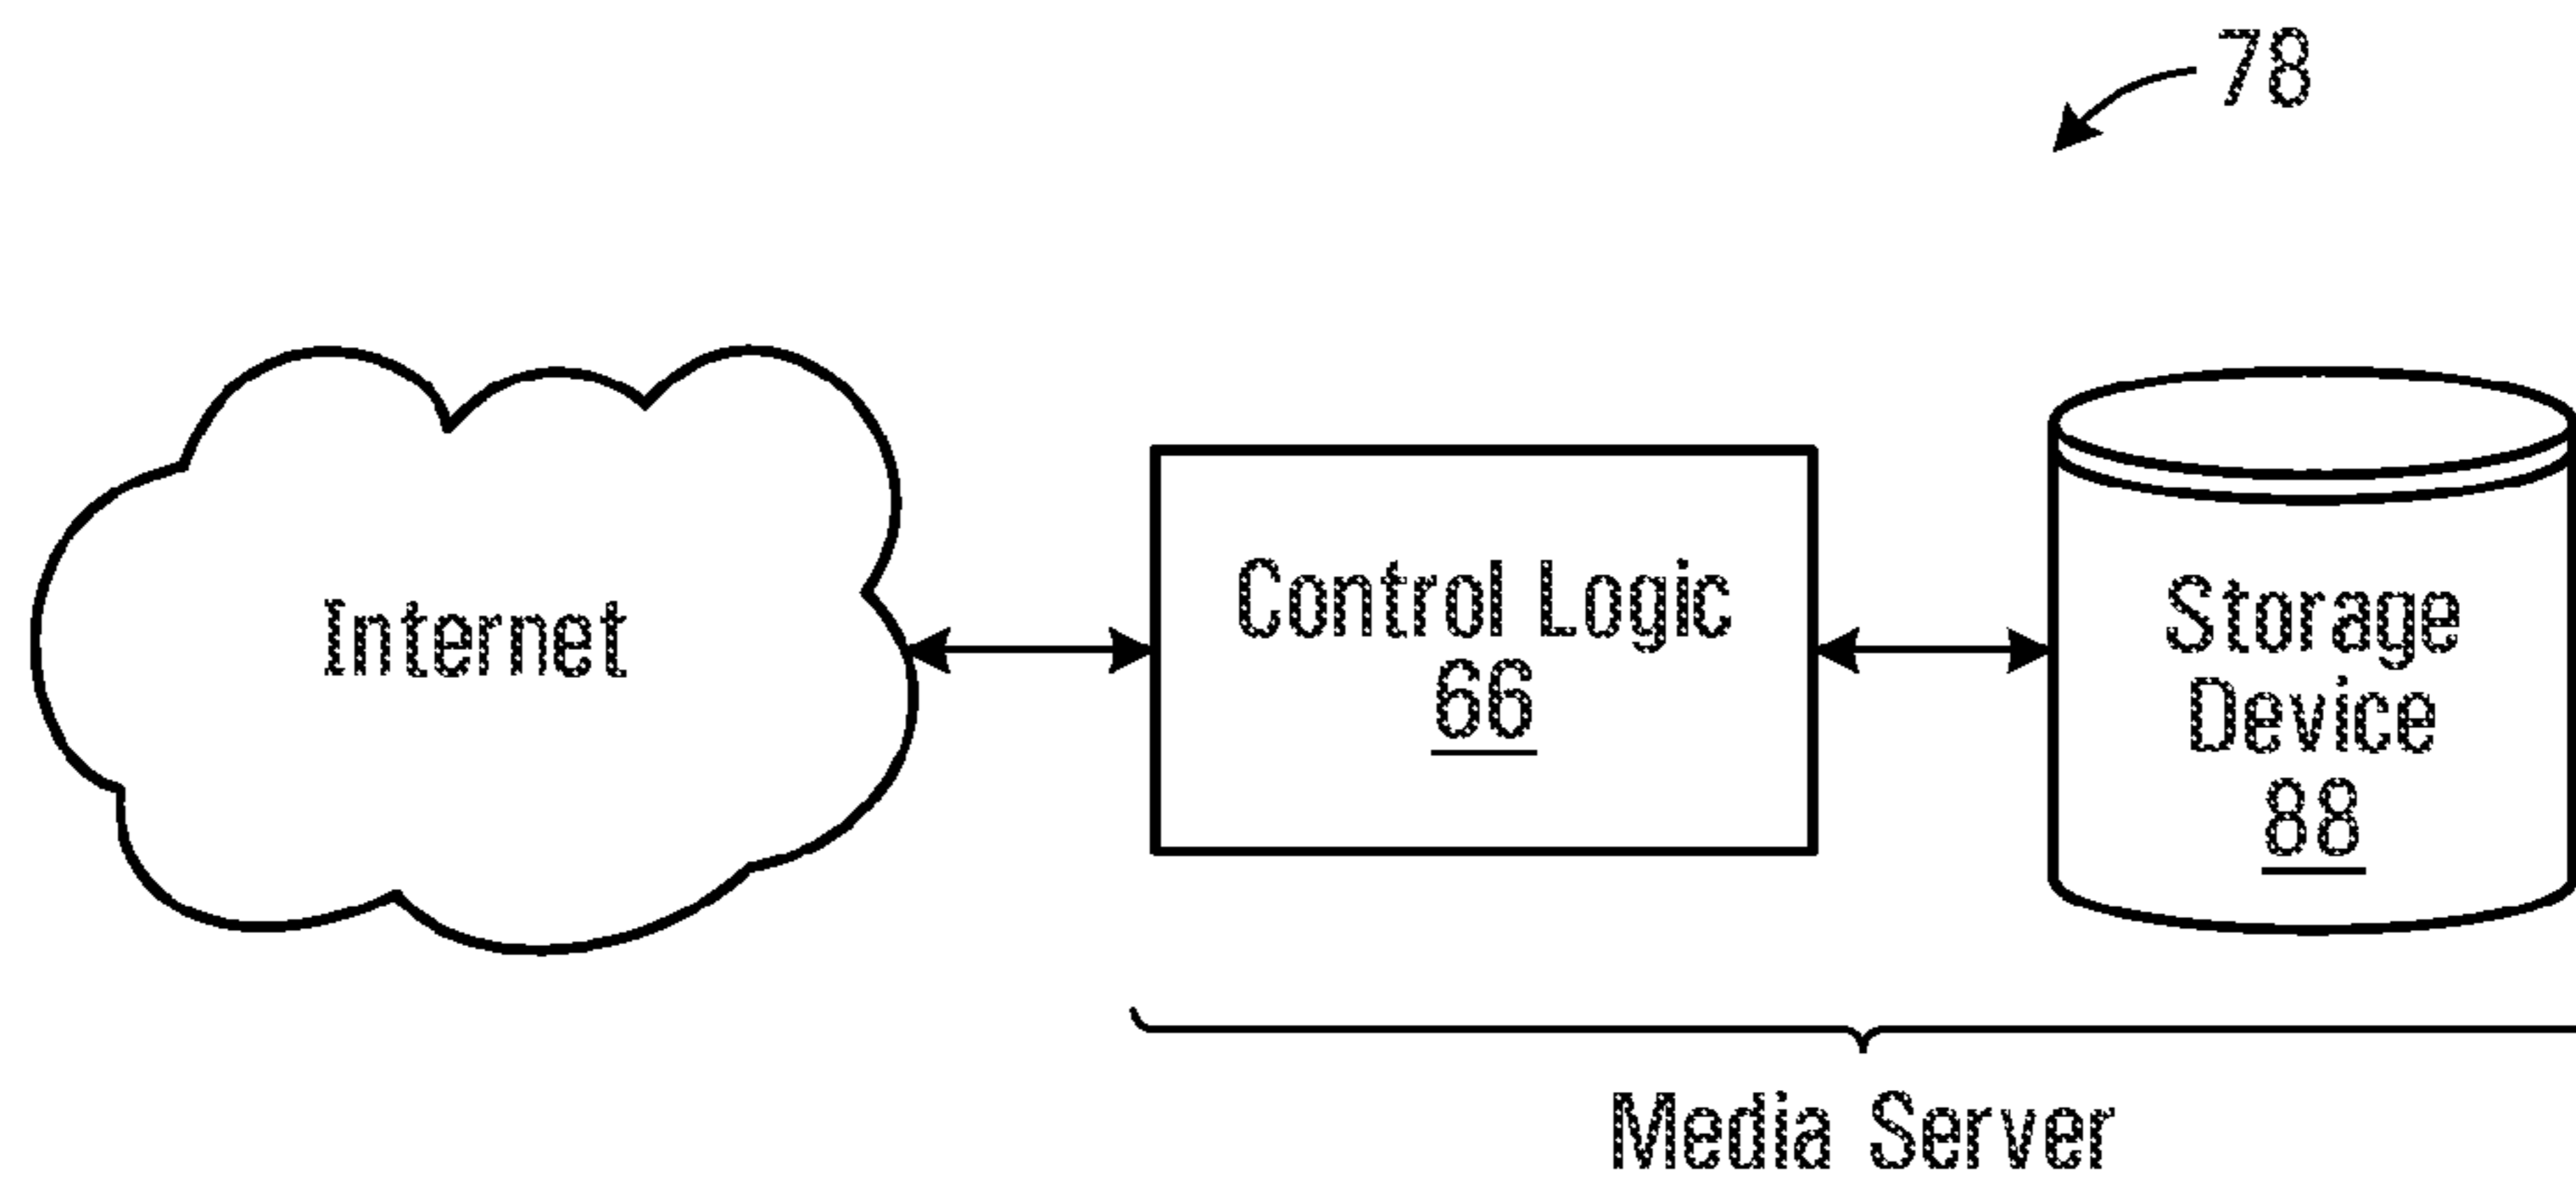 78
Internet
Control Logic
66
Storage
Device
88
Media Server